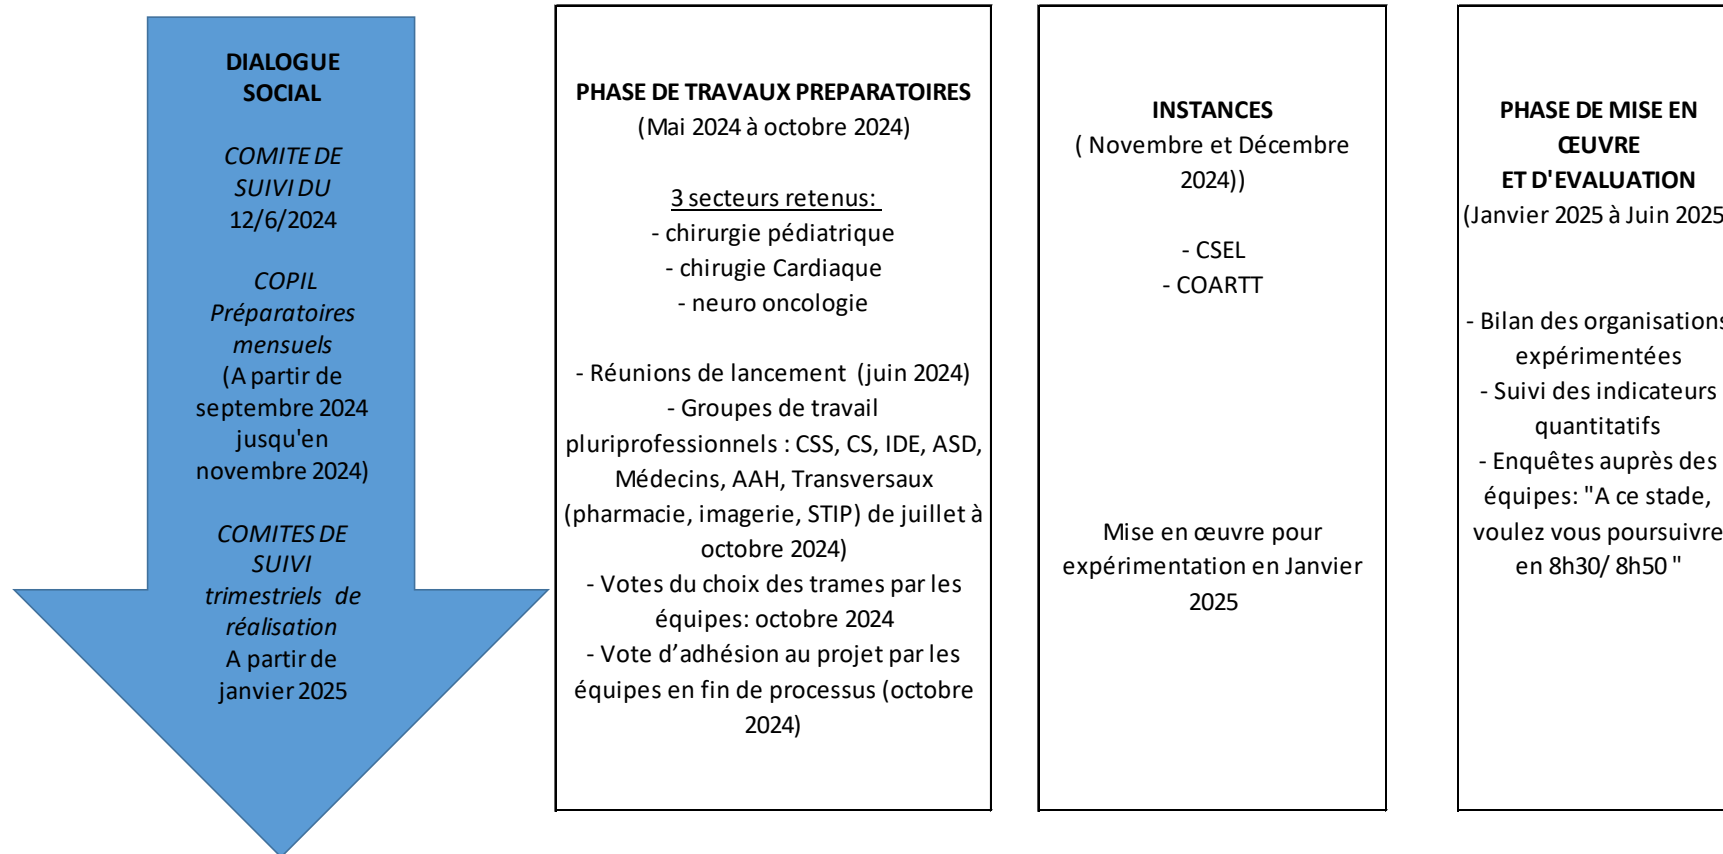 DIALOGUE
SOCIAL
COMITE DE
SUIVI DU
12/6/2024
COPIL
Préparatoires
mensuels
(A partir de
septembre 2024
jusqu'en
novembre 2024)
COMITES DE
SUIVI
trimestriels de
réalisation
A partir de
janvier 2025
PHASE DE TRAVAUX PREPARATOIRES
(Mai 2024 à octobre 2024)
3 secteurs retenus:
- chirurgie pédiatrique
- chirugie Cardiaque
- neuro oncologie
- Réunions de lancement (juin 2024)
- Groupes de travail
pluriprofessionnels : CSS, CS, IDE, ASD,
Médecins, AAH, Transversaux
(pharmacie, imagerie, STIP) de juillet à
octobre 2024)
- Votes du choix des trames par les
équipes: octobre 2024
- Vote d’adhésion au projet par les
équipes en fin de processus (octobre
2024)
INSTANCES
( Novembre et Décembre
2024))
- CSEL
- COARTT
Mise en œuvre pour
expérimentation en Janvier
2025
PHASE DE MISE EN
ŒUVRE
ET D'EVALUATION
(Janvier 2025 à Juin 2025
- Bilan des organisations
expérimentées
- Suivi des indicateurs
quantitatifs
- Enquêtes auprès des
équipes: "A ce stade,
voulez vous poursuivre
en 8h30/ 8h50 "